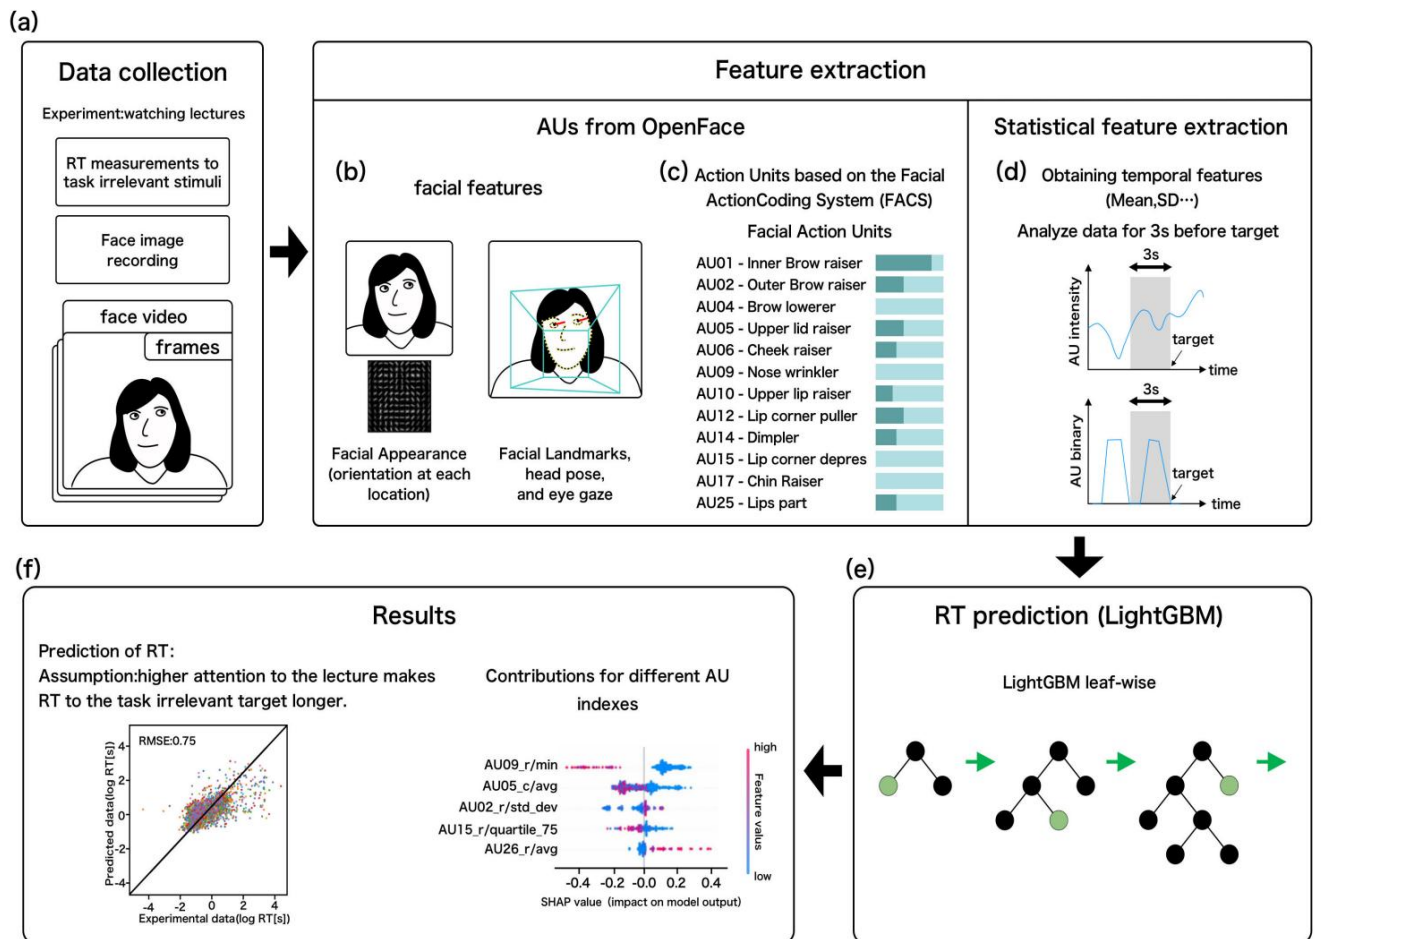 (a)
Data collection
Experiment:watching lectures
RT measurements to
task irrelevant stimuli
Face image
recording
face video
frames
Feature extraction
AUs from OpenFace
(b)
facial features
Facial Appearance
(orientation at each
location)
Facial Landmarks,
head pose,
and eye gaze
(c)
Action Units based on the Facial
ActionCoding System (FACS)
Facial Action Units
AU01 - Inner Brow raiser
AU02 - Outer Brow raiser
AU04 - Brow lowerer
AU05 - Upper lid raiser
AU06 - Cheek raiser
AU09 - Nose wrinkler
AU10 - Upper lip raiser
AU12 - Lip corner puller
AU14 - Dimpler
AU15 - Lip corner depres
AU17 - Chin Raiser
AU25 - Lips part
Statistical feature extraction
(d)
Obtaining temporal features
(Mean,SD⋯)
Analyze data for 3s before target
3s
AU intensity
target
time
3s
AU binary
target
time
(e)
RT prediction (LightGBM)
LightGBM leaf-wise
(f)
Results
Prediction of RT:
Assumption:higher attention to the lecture makes
RT to the task irrelevant target longer.
RMSE:0.75
Predicted data(log RT[s])
4
2
0
-2
-4
-4 -2 0 2 4
Experimental data(log RT[s])
Contributions for different AU
indexes
AU09_r/min
AU05_c/avg
AU02_r/std_dev
AU15_r/quartile_75
AU26_r/avg
-0.4 -0.2 -0.0 0.2 0.4
SHAP value (impact on model output)
high
Feature valus
low